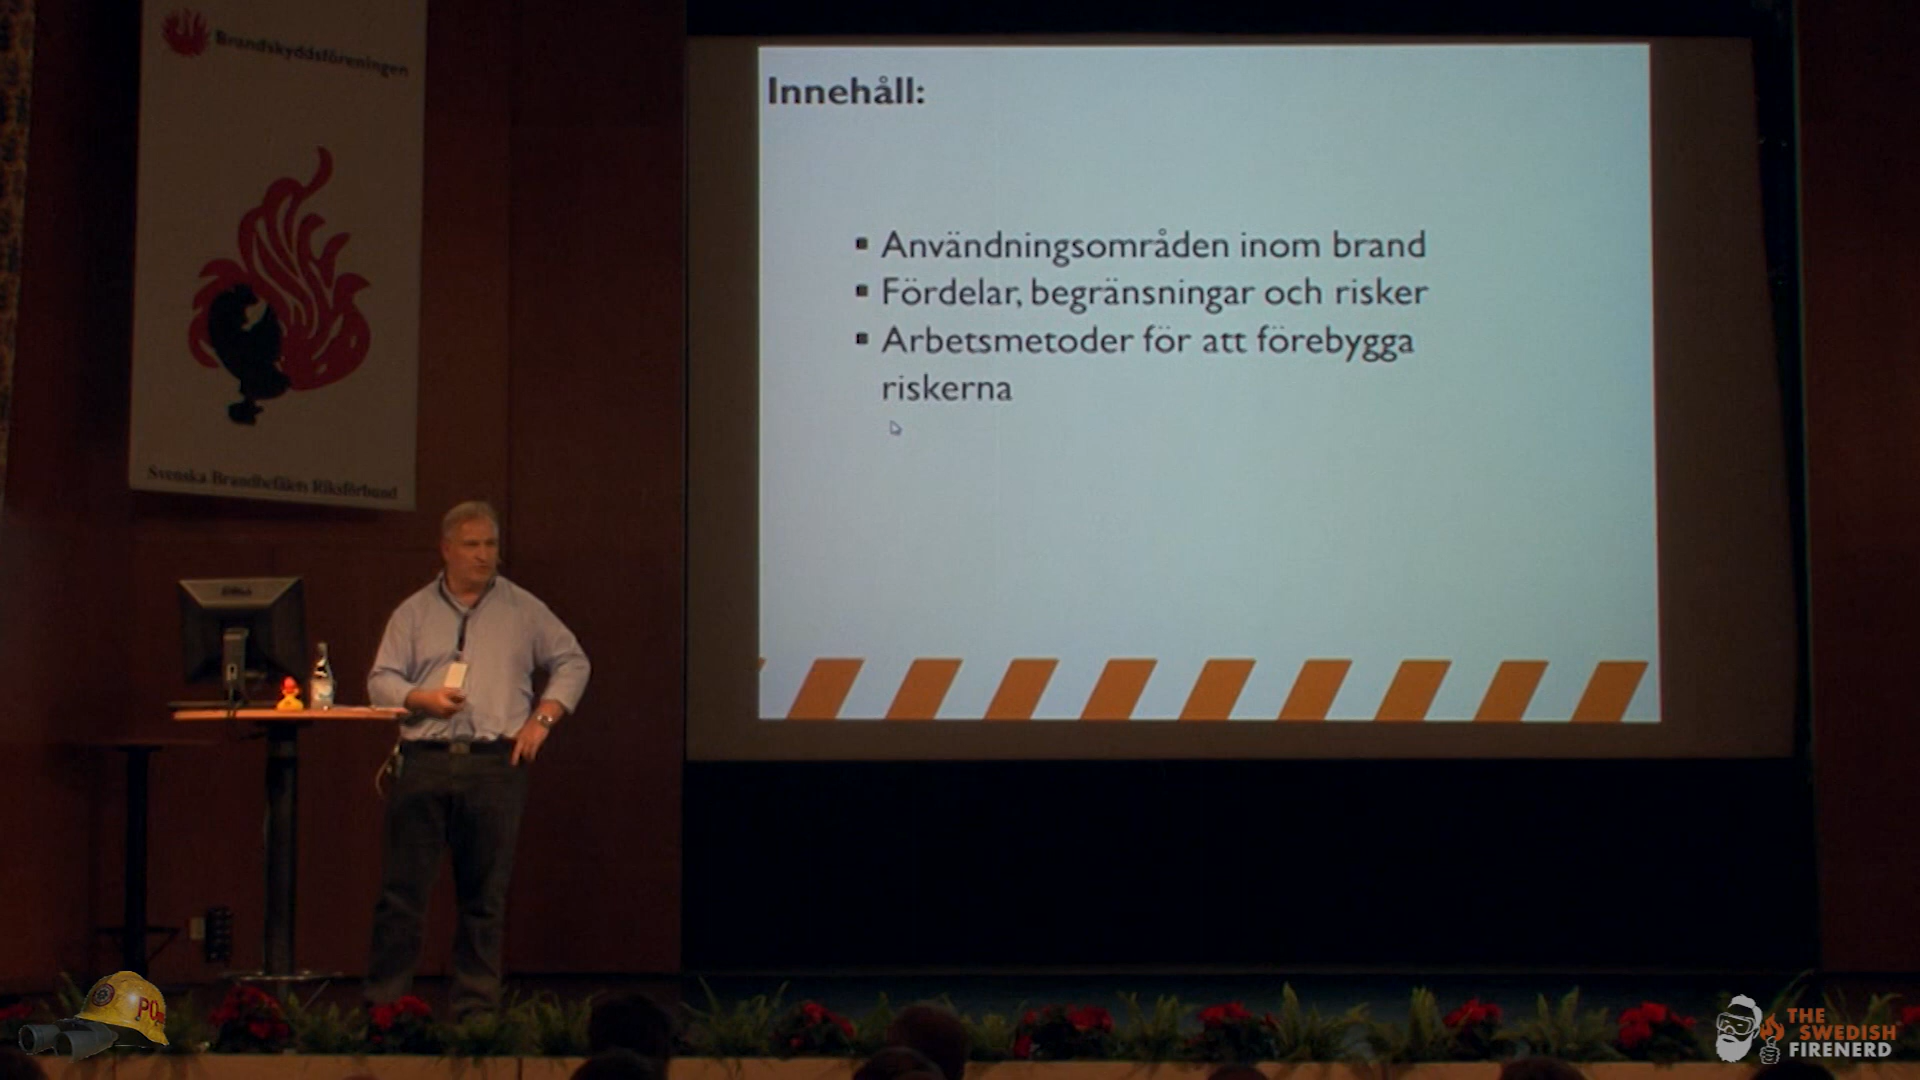 Brandskyddsföreningen
Svenska Brandbefälets Riksförbund
Innehåll:
Användningsområden inom brand
Fördelar, begränsningar och risker
Arbetsmetoder för att förebygga
riskerna
THE
SWEDISH
FIRENERD